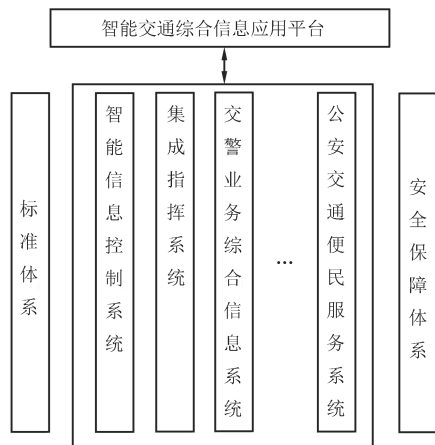 智能交通综合信息应用平台
标准体系
智能信息控制系统
集成指挥系统
交警业务综合信息系统
...
公安交通便民服务系统
安全保障体系